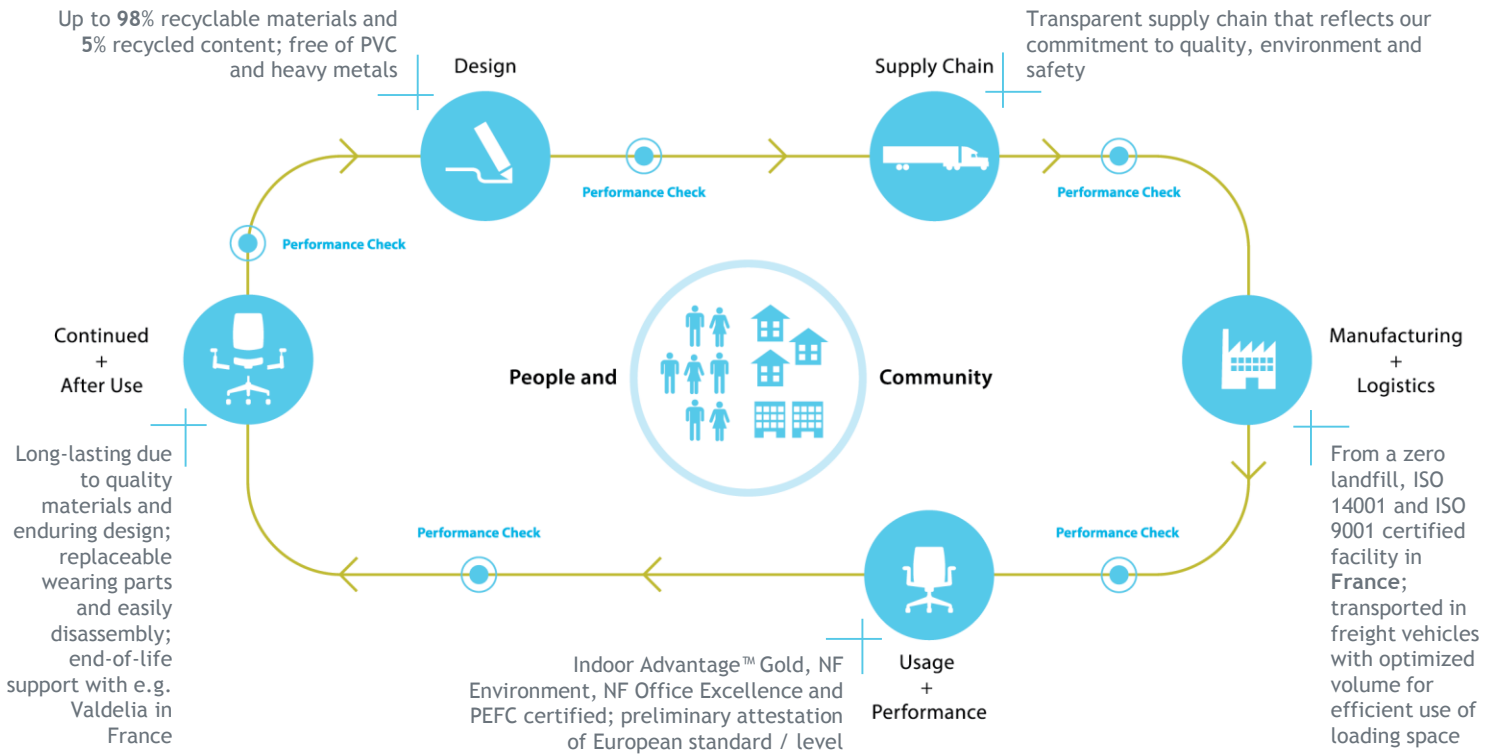 Up to 98% recyclable materials and
5% recycled content; free of PVC
and heavy metals
Design
Supply Chain
Transparent supply chain that reflects our
commitment to quality, environment and
safety
Performance Check
Performance Check
Performance Check
Continued
+
After Use
People and
Community
Manufacturing
+
Logistics
Long-lasting due
to quality
materials and
enduring design;
replaceable
wearing parts
and easily
disassembly;
end-of-life
support with e.g.
Valdelia in
France
Performance Check
Performance Check
From a zero
landfill, ISO
14001 and ISO
9001 certified
facility in
France;
transported in
freight vehicles
with optimized
volume for
efficient use of
loading space
Indoor Advantage™ Gold, NF
Environment, NF Office Excellence and
PEFC certified; preliminary attestation
of European standard / level
Usage
+
Performance